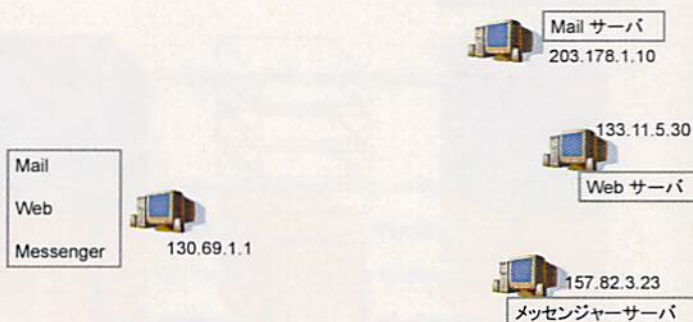 Mail サーバ
203.178.1.10
133.11.5.30
Web サーバ
Mail
Web
Messenger
130.69.1.1
157.82.3.23
メッセンジャーサーバ